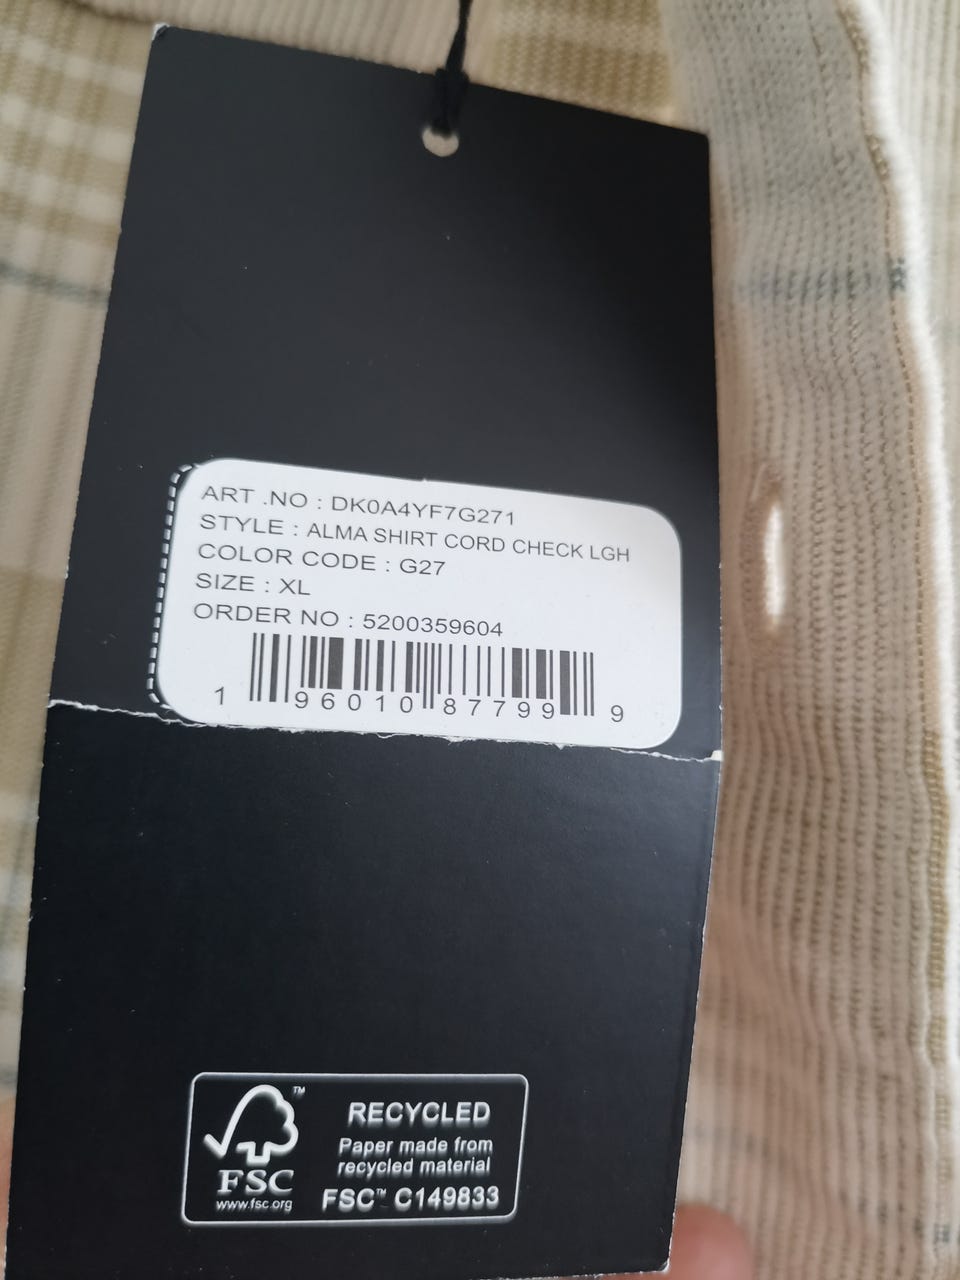 ART .NO : DK0A4YF7G271
STYLE : ALMA SHIRT CORD CHECK LGH
COLOR CODE : G27
SIZE : XL
ORDER NO : 5200359604
1 96010 87799 9
RECYCLED
Paper made from
recycled material
FSC™ C149833
™
FSC
www.fsc.org